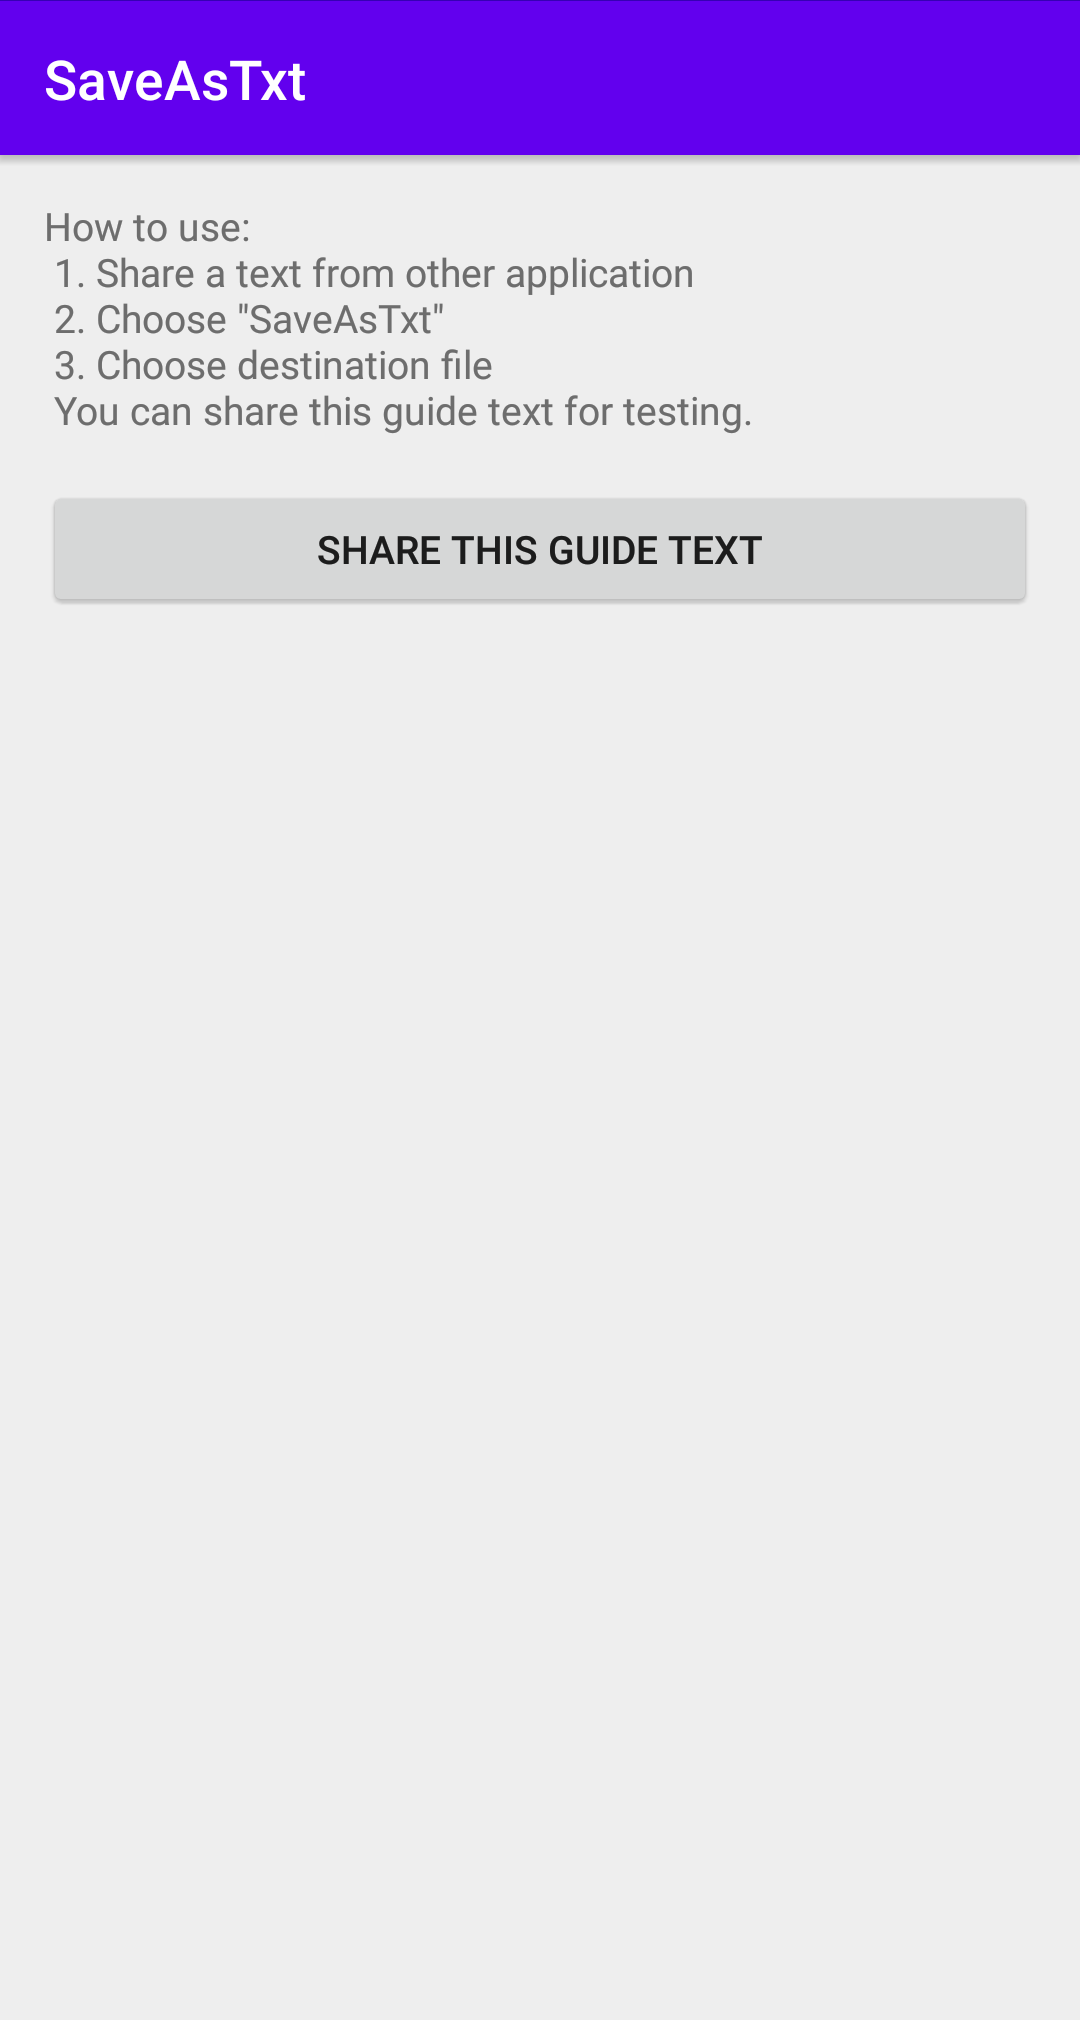 SaveAsTxt
How to use:
1. Share a text from other application
2. Choose "SaveAsTxt"
3. Choose destination file
You can share this guide text for testing.
SHARE THIS GUIDE TEXT